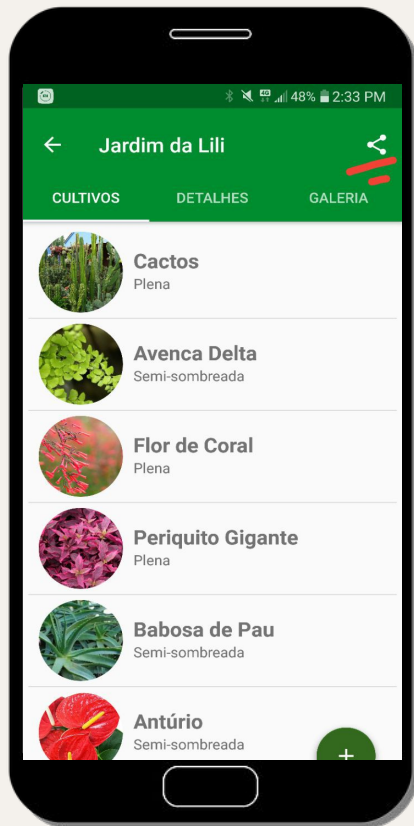 4G 48% 2:33 PM
Jardim da Lili
CULTIVOS DETALHES GALERIA
Cactos
Plena
Avenca Delta
Semi-sombreada
Flor de Coral
Plena
Periquito Gigante
Plena
Babosa de Pau
Semi-sombreada
Antúrio
Semi-sombreada
+